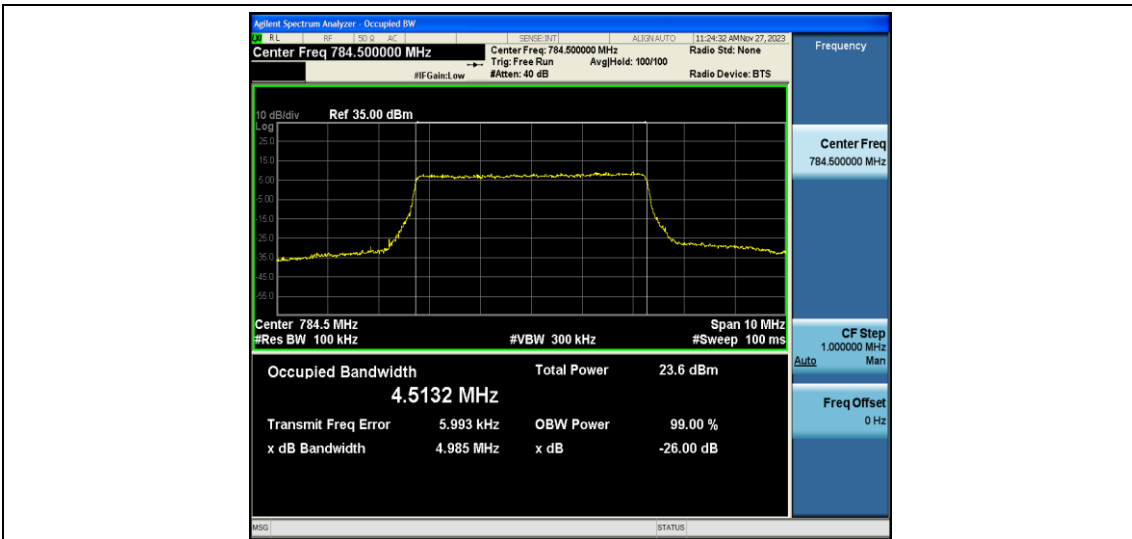 Agilent Spectrum Analyzer - Occupied BW
RL RF 50 Ω AC SENSE:INT ALIGN AUTO 11:24:32 AM Nov 27, 2023
Center Freq 784.500000 MHz
Center Freq: 784.500000 MHz Radio Std: None
Trig: Free Run Avg|Hold: 100/100
#IFGain:Low #Atten: 40 dB Radio Device: BTS
10 dB/div Ref 35.00 dBm
Log
25.0
15.0
5.00
-5.00
-15.0
-25.0
-35.0
-45.0
-55.0
Center 784.5 MHz Span 10 MHz
#Res BW 100 kHz #VBW 300 kHz #Sweep 100 ms
Occupied Bandwidth Total Power 23.6 dBm
4.5132 MHz
Transmit Freq Error 5.993 kHz OBW Power 99.00 %
x dB Bandwidth 4.985 MHz x dB -26.00 dB
MSG STATUS
Frequency
Center Freq
784.500000 MHz
CF Step
1.000000 MHz
Auto Man
Freq Offset
0 Hz